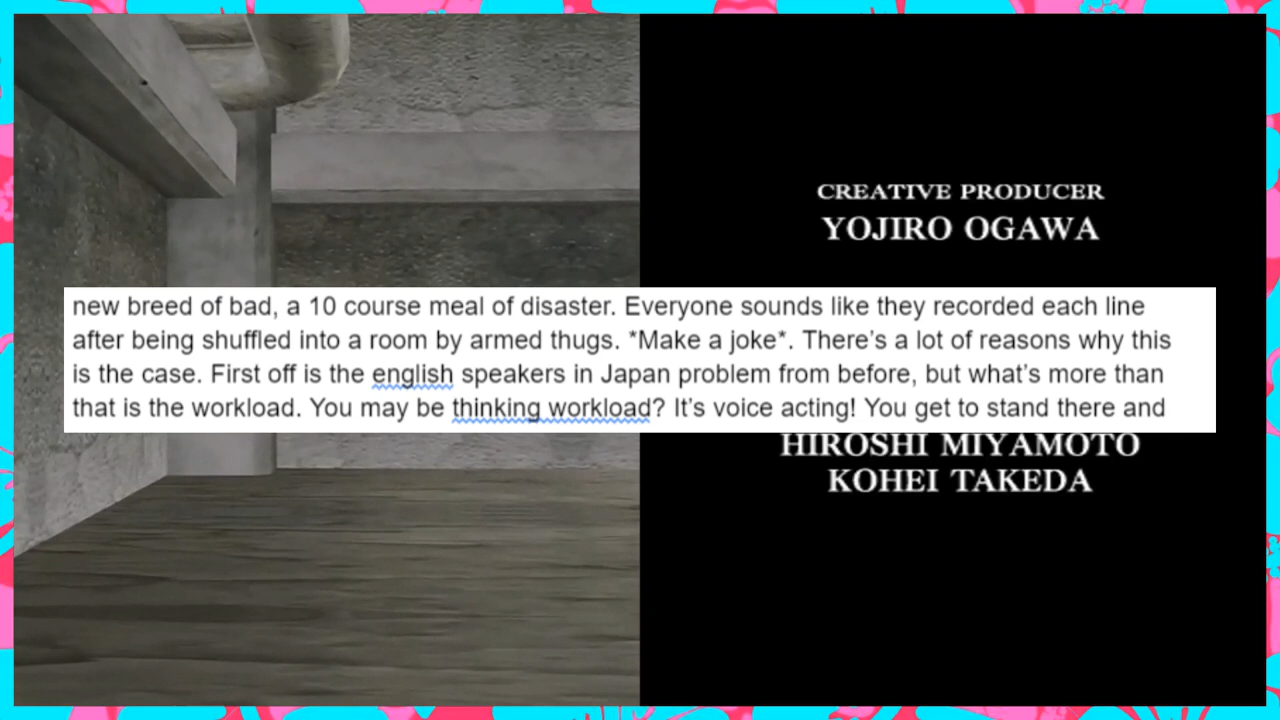 CREATIVE PRODUCER
YOJIRO OGAWA
new breed of bad, a 10 course meal of disaster. Everyone sounds like they recorded each line
after being shuffled into a room by armed thugs. *Make a joke*. There’s a lot of reasons why this
is the case. First off is the english speakers in Japan problem from before, but what’s more than
that is the workload. You may be thinking workload? It’s voice acting! You get to stand there and
HIROSHI MIYAMOTO
KOHEI TAKEDA